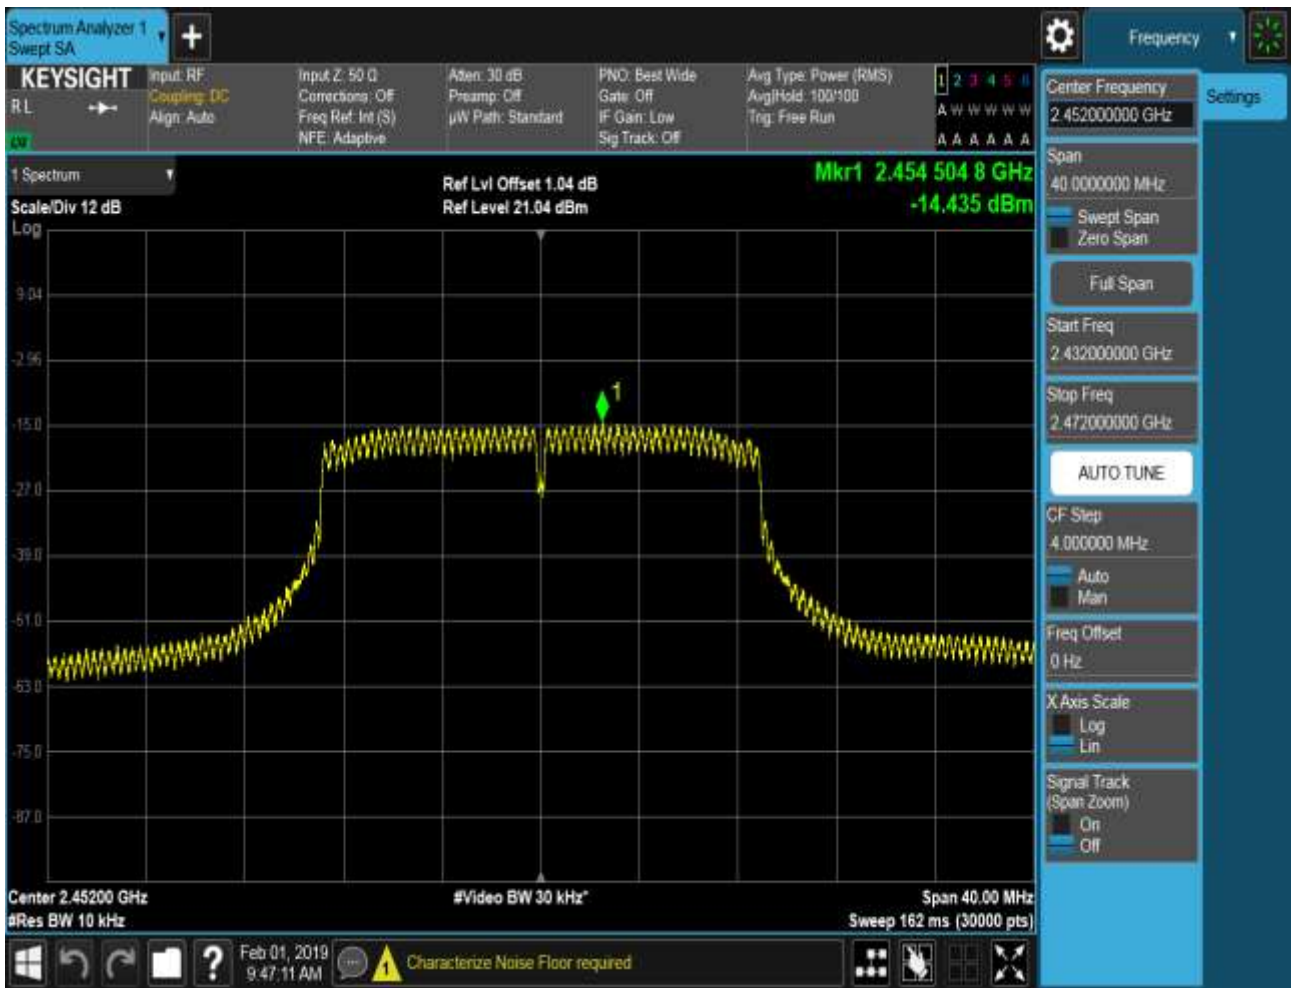 Spectrum Analyzer 1
Swept SA
+
Frequency
KEYSIGHT
R L
Input: RF
Coupling: DC
Align: Auto
Input Z: 50 Ω
Corrections: Off
Freq Ref: Int (S)
NFE: Adaptive
Atten: 30 dB
Preamp: Off
µW Path: Standard
PNO: Best Wide
Gate: Off
IF Gain: Low
Sig Track: Off
Avg Type: Power (RMS)
Avg|Hold: 100/100
Trig: Free Run
1 2 3 4 5 6
A W W W W W
A A A A A A
1 Spectrum
Scale/Div 12 dB
Log
Ref Lvl Offset 1.04 dB
Ref Level 21.04 dBm
Mkr1 2.454 504 8 GHz
-14.435 dBm
9.04
-2.96
-15.0
-27.0
-39.0
-51.0
-63.0
-75.0
-87.0
1
Center 2.45200 GHz
#Res BW 10 kHz
#Video BW 30 kHz*
Span 40.00 MHz
Sweep 162 ms (30000 pts)
Center Frequency
2.452000000 GHz
Settings
Span
40.0000000 MHz
Swept Span
Zero Span
Full Span
Start Freq
2.432000000 GHz
Stop Freq
2.472000000 GHz
AUTO TUNE
CF Step
4.000000 MHz
Auto
Man
Freq Offset
0 Hz
X Axis Scale
Log
Lin
Signal Track
(Span Zoom)
On
Off
?
Feb 01, 2019
9:47:11 AM
1
Characterize Noise Floor required